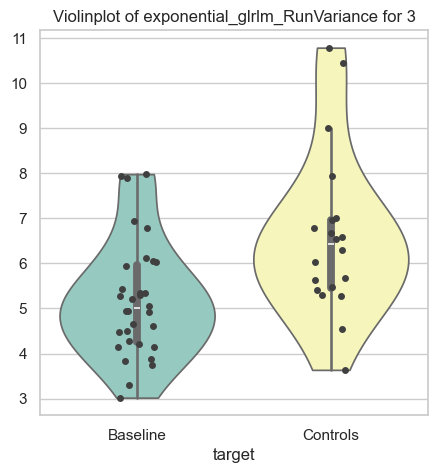 Violinplot of exponential_glrlm_RunVariance for 3
11
10
9
8
7
6
5
4
3
Baseline
Controls
target